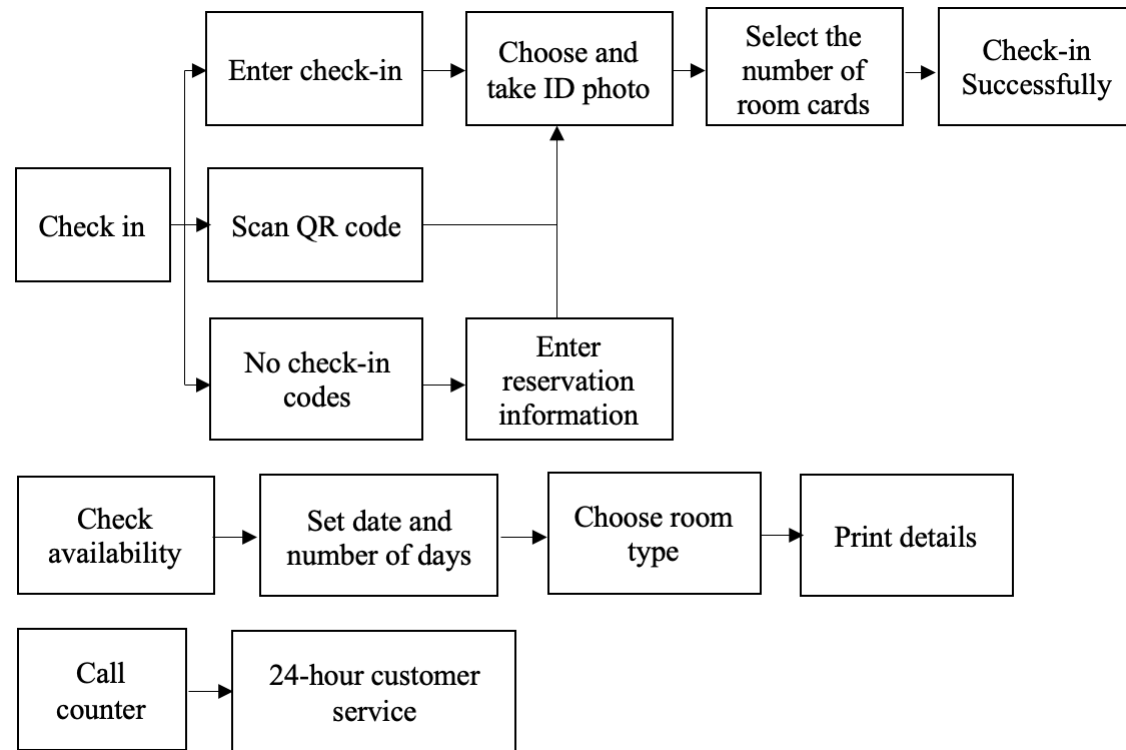 Enter check-in
Choose and
take ID photo
Select the
number of
room cards
Check-in
Successfully
Check in
Scan QR code
No check-in
codes
Enter
reservation
information
Check
availability
Set date and
number of days
Choose room
type
Print details
Call
counter
24-hour customer
service